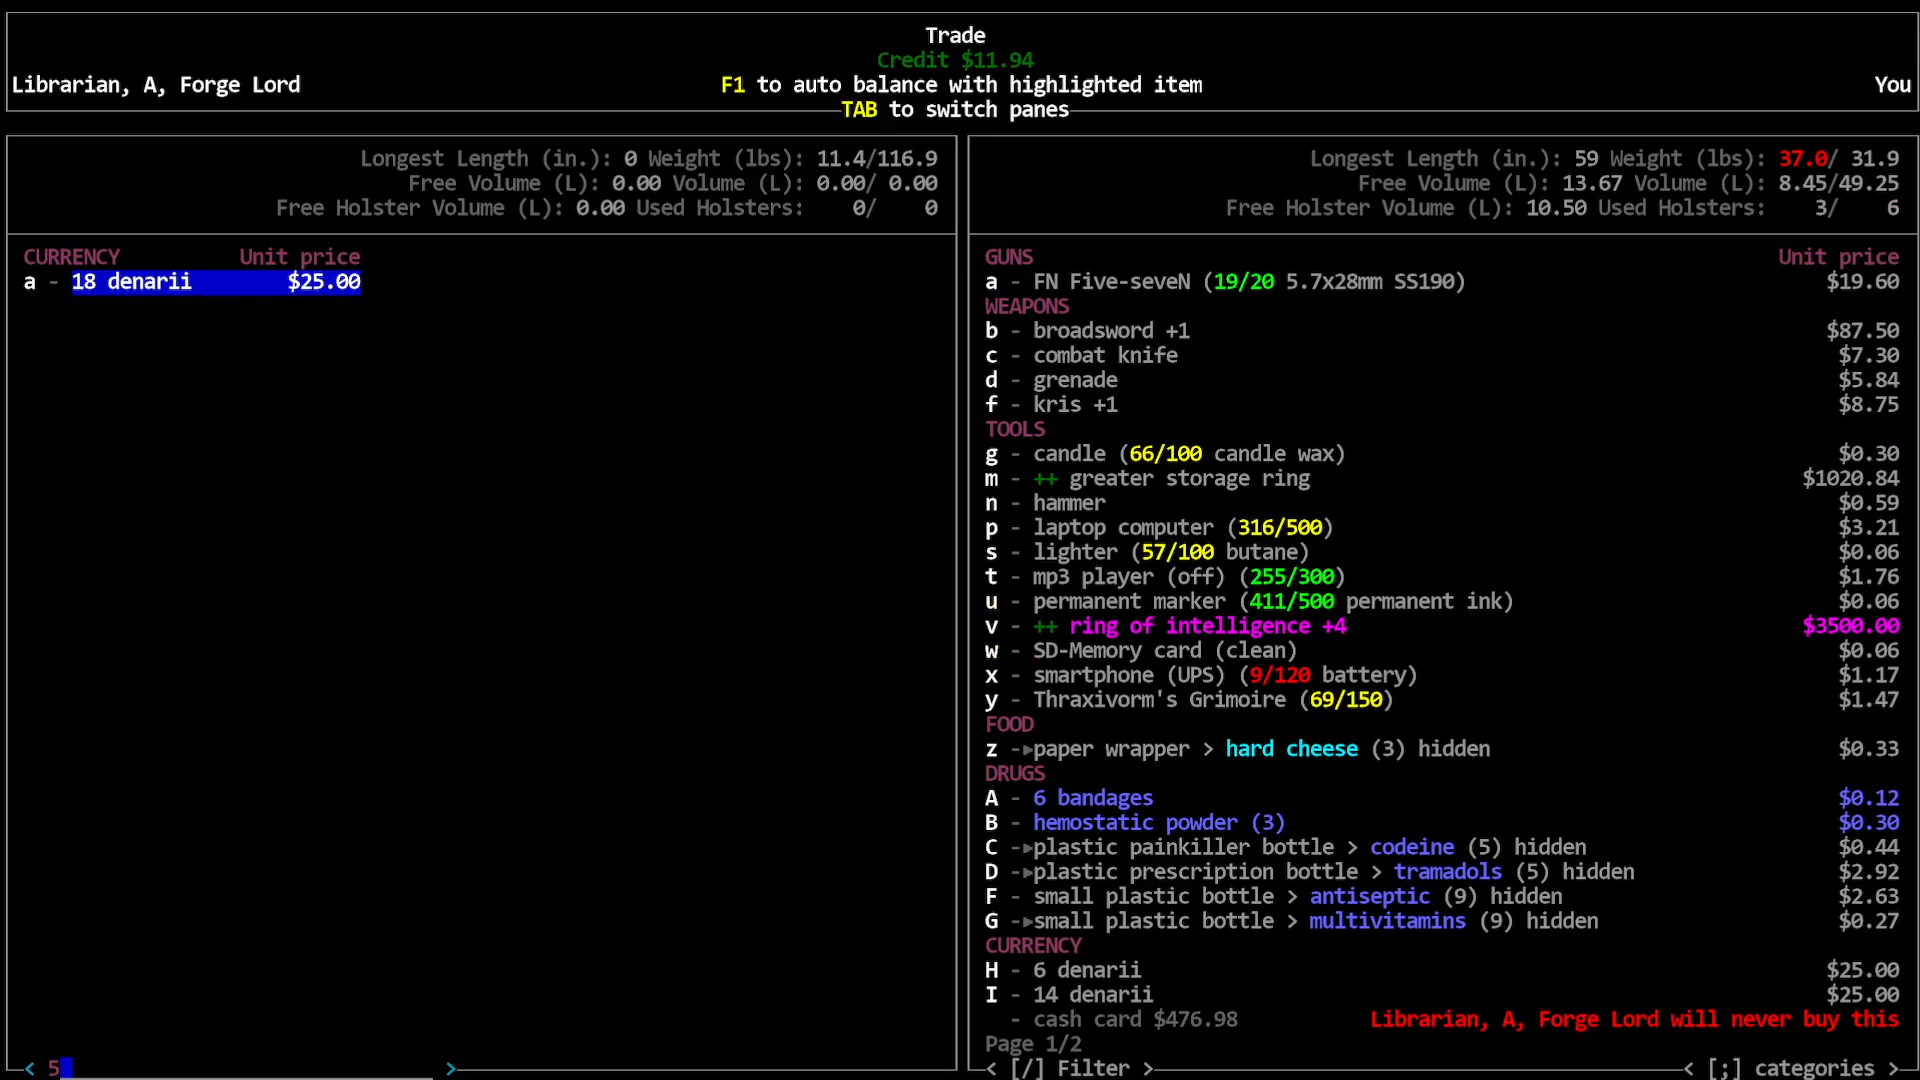 Trade
Credit $11.94
Librarian, A, Forge Lord F1 to auto balance with highlighted item You
TAB to switch panes
Longest Length (in.): 0 Weight (lbs): 11.4/116.9
Free Volume (L): 0.00 Volume (L): 0.00/ 0.00
Free Holster Volume (L): 0.00 Used Holsters: 0/ 0
CURRENCY Unit price
a - 18 denarii $25.00
< 5 >
Longest Length (in.): 59 Weight (lbs): 37.0/ 31.9
Free Volume (L): 13.67 Volume (L): 8.45/49.25
Free Holster Volume (L): 10.50 Used Holsters: 3/ 6
GUNS Unit price
a - FN Five-seveN (19/20 5.7x28mm SS190) $19.60
WEAPONS
b - broadsword +1 $87.50
c - combat knife $7.30
d - grenade $5.84
f - kris +1 $8.75
TOOLS
g - candle (66/100 candle wax) $0.30
m - ++ greater storage ring $1020.84
n - hammer $0.59
p - laptop computer (316/500) $3.21
s - lighter (57/100 butane) $0.06
t - mp3 player (off) (255/300) $1.76
u - permanent marker (411/500 permanent ink) $0.06
v - ++ ring of intelligence +4 $3500.00
w - SD-Memory card (clean) $0.06
x - smartphone (UPS) (9/120 battery) $1.17
y - Thraxivorm's Grimoire (69/150) $1.47
FOOD
z -▸paper wrapper > hard cheese (3) hidden $0.33
DRUGS
A - 6 bandages $0.12
B - hemostatic powder (3) $0.30
C -▸plastic painkiller bottle > codeine (5) hidden $0.44
D -▸plastic prescription bottle > tramadols (5) hidden $2.92
F - small plastic bottle > antiseptic (9) hidden $2.63
G -▸small plastic bottle > multivitamins (9) hidden $0.27
CURRENCY
H - 6 denarii $25.00
I - 14 denarii $25.00
- cash card $476.98 Librarian, A, Forge Lord will never buy this
Page 1/2
< [/] Filter > < [;] categories >